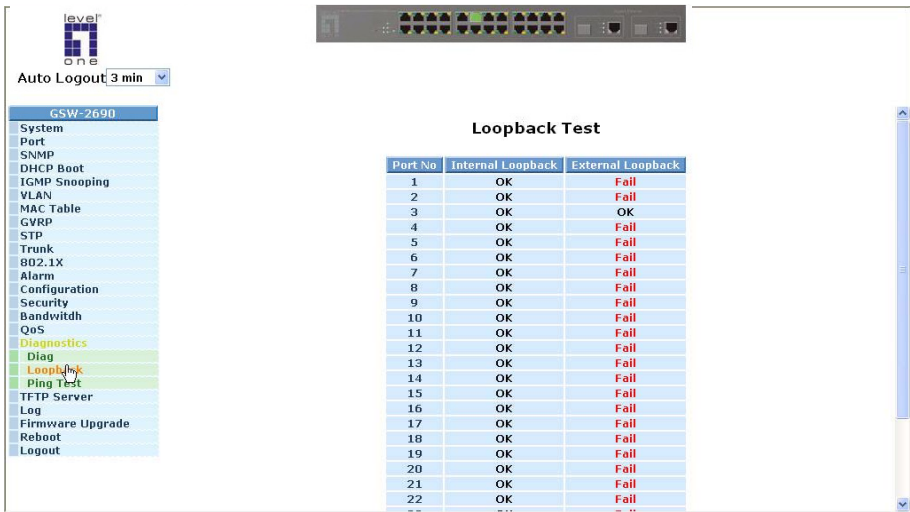 level
one
Auto Logout 3 min
GSW-2690
System
Port
SNMP
DHCP Boot
IGMP Snooping
VLAN
MAC Table
GVRP
STP
Trunk
802.1X
Alarm
Configuration
Security
Bandwitdh
QoS
Diagnostics
Diag
Loopback
Ping Test
TFTP Server
Log
Firmware Upgrade
Reboot
Logout
Loopback Test
Port No Internal Loopback External Loopback
1 OK Fail
2 OK Fail
3 OK OK
4 OK Fail
5 OK Fail
6 OK Fail
7 OK Fail
8 OK Fail
9 OK Fail
10 OK Fail
11 OK Fail
12 OK Fail
13 OK Fail
14 OK Fail
15 OK Fail
16 OK Fail
17 OK Fail
18 OK Fail
19 OK Fail
20 OK Fail
21 OK Fail
22 OK Fail